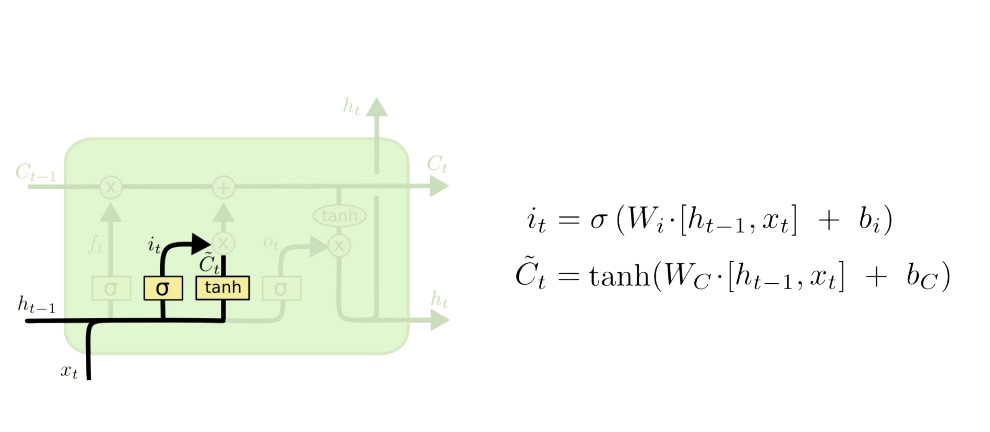 h_t
C_{t-1}
C_t
x
+
tanh
f_t
i_t
x
o_t
x
C̃_t
σ
σ
tanh
σ
h_{t-1}
h_t
x_t
i_t = σ (W_i·[h_{t-1}, x_t] + b_i)
C̃_t = tanh(W_C·[h_{t-1}, x_t] + b_C)